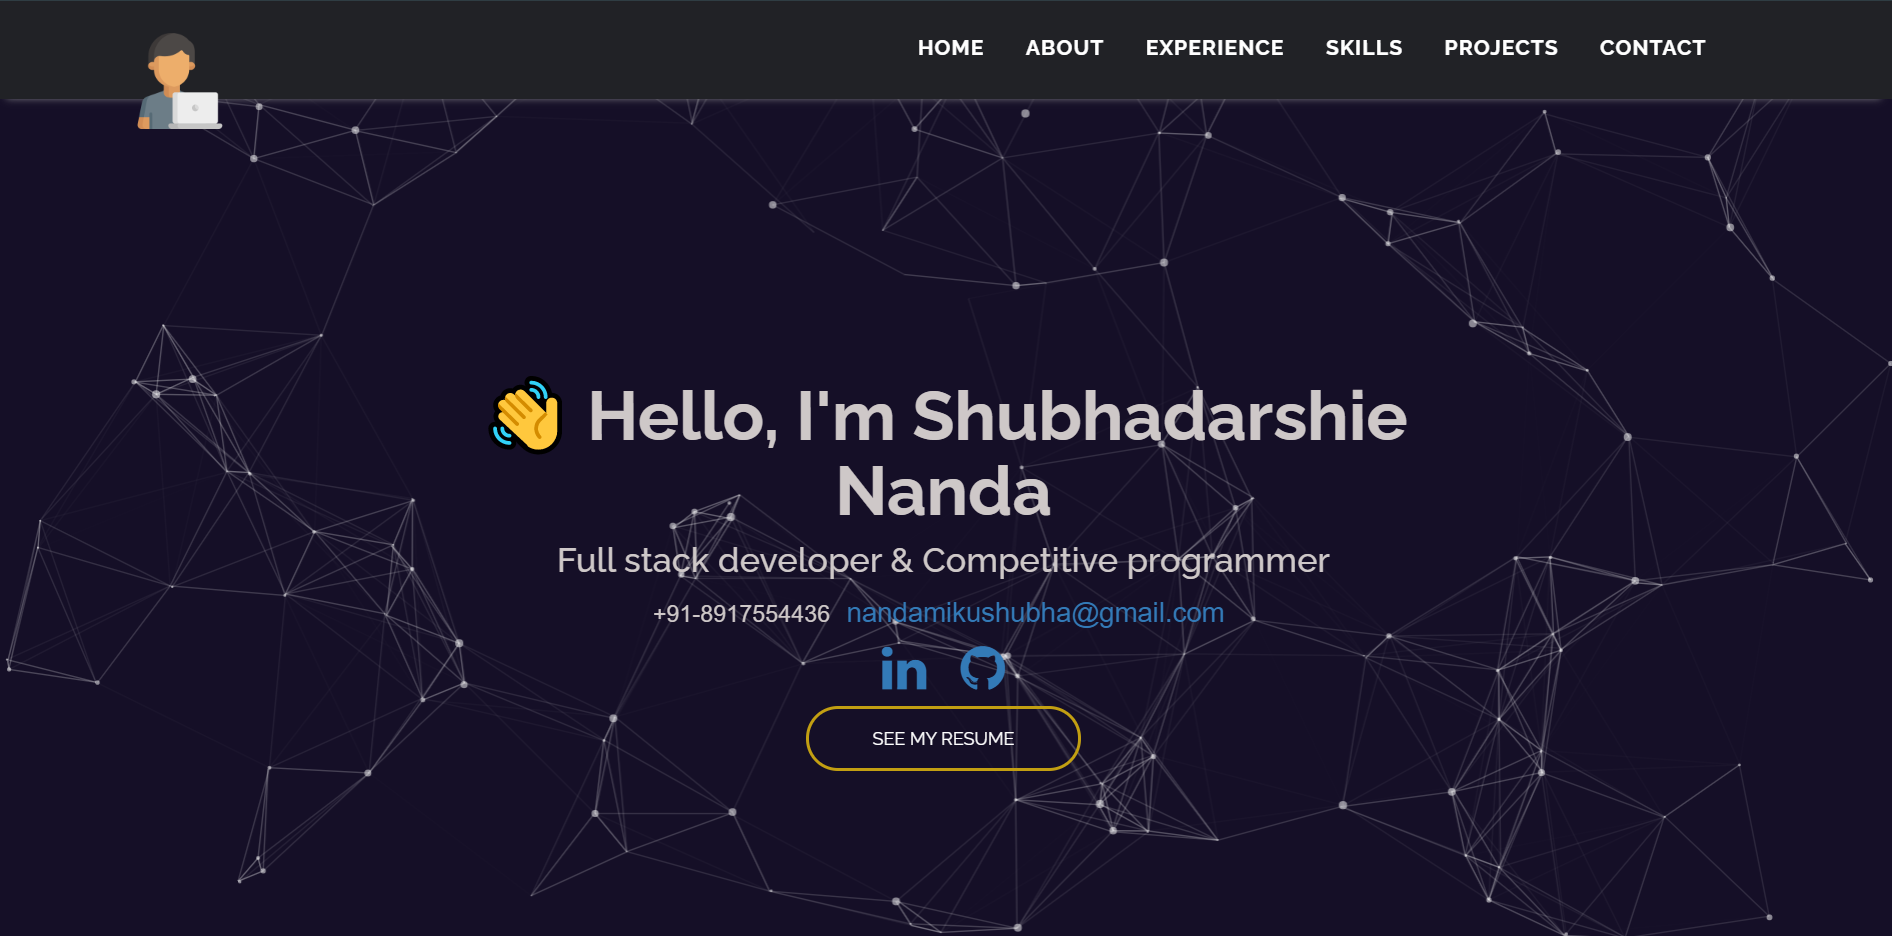 HOME ABOUT EXPERIENCE SKILLS PROJECTS CONTACT
Hello, I'm Shubhadarshie
Nanda
Full stack developer & Competitive programmer
+91-8917554436 nandamikushubha@gmail.com
in
SEE MY RESUME